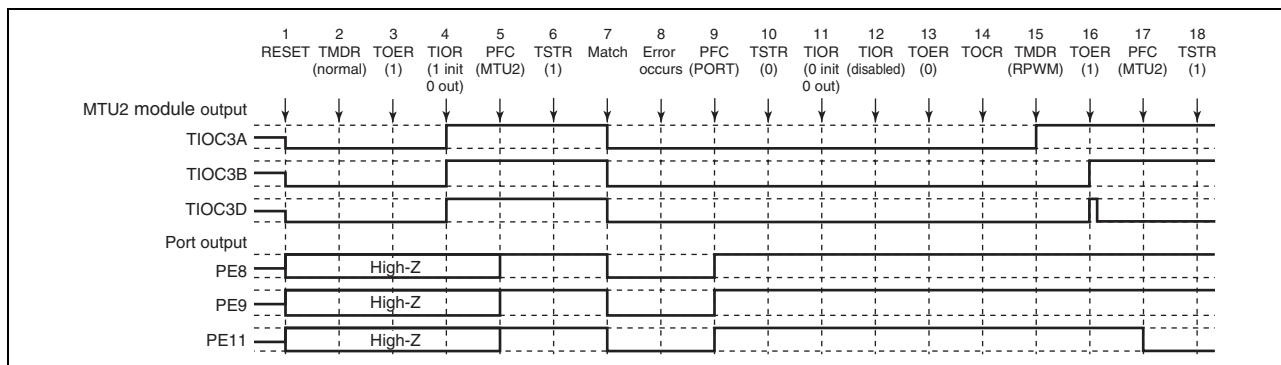 1 2 3 4 5 6 7 8 9 10 11 12 13 14 15 16 17 18
RESET TMDR TOER TIOR PFC TSTR Match Error PFC TSTR TIOR TIOR TOER TOCR TMDR TOER PFC TSTR
(normal) (1) (1 init (MTU2) (1) occurs (PORT) (0) (0 init (disabled) (0) (RPWM) (1) (MTU2) (1)
0 out) 0 out)
MTU2 module output
TIOC3A
TIOC3B
TIOC3D
Port output
PE8 High-Z
PE9 High-Z
PE11 High-Z